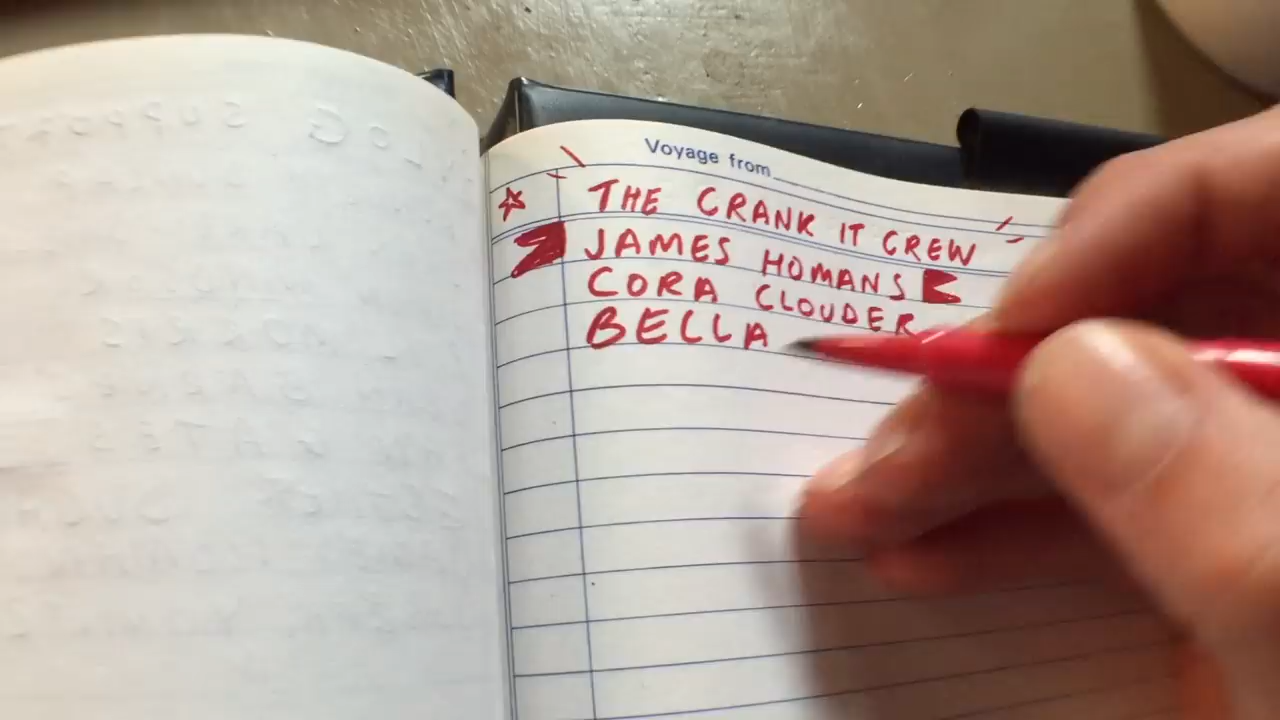 Voyage from
THE CRANK IT CREW
JAMES HOMANS
CORA CLOUDER
BELLA